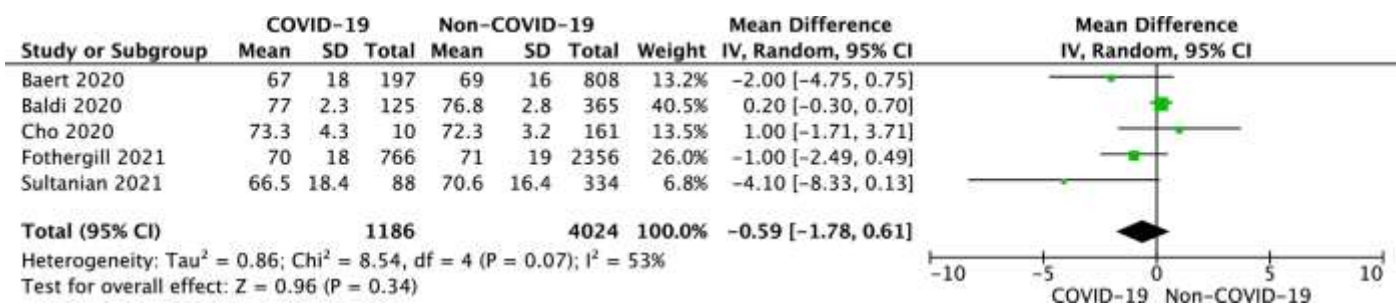 COVID-19 Non-COVID-19 Mean Difference Mean Difference
Study or Subgroup Mean SD Total Mean SD Total Weight IV, Random, 95% CI IV, Random, 95% CI
Baert 2020 67 18 197 69 16 808 13.2% −2.00 [−4.75, 0.75]
Baldi 2020 77 2.3 125 76.8 2.8 365 40.5% 0.20 [−0.30, 0.70]
Cho 2020 73.3 4.3 10 72.3 3.2 161 13.5% 1.00 [−1.71, 3.71]
Fothergill 2021 70 18 766 71 19 2356 26.0% −1.00 [−2.49, 0.49]
Sultanian 2021 66.5 18.4 88 70.6 16.4 334 6.8% −4.10 [−8.33, 0.13]
Total (95% CI) 1186 4024 100.0% −0.59 [−1.78, 0.61]
Heterogeneity: Tau² = 0.86; Chi² = 8.54, df = 4 (P = 0.07); I² = 53%
Test for overall effect: Z = 0.96 (P = 0.34)
−10 −5 0 5 10
COVID-19 Non-COVID-19